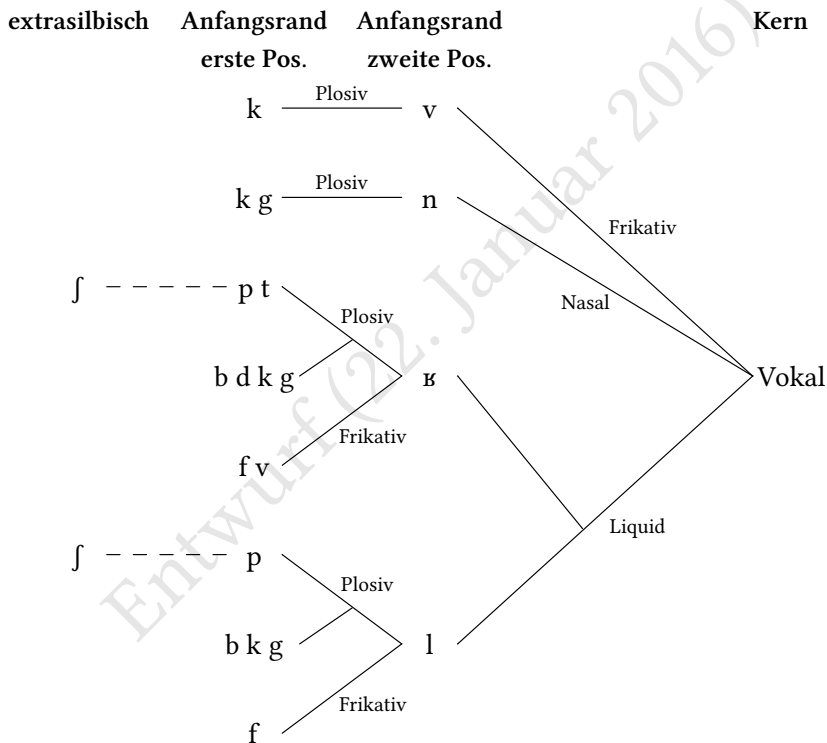 extrasilbisch Anfangsrand Anfangsrand Kern
erste Pos. zweite Pos.
k Plosiv v
k g Plosiv n
Frikativ
ʃ p t
Nasal
Plosiv
b d k g ʁ Vokal
Frikativ
f v
Liquid
ʃ p
Plosiv
b k g l
Frikativ
f
Entwurf (22. Januar 2016)